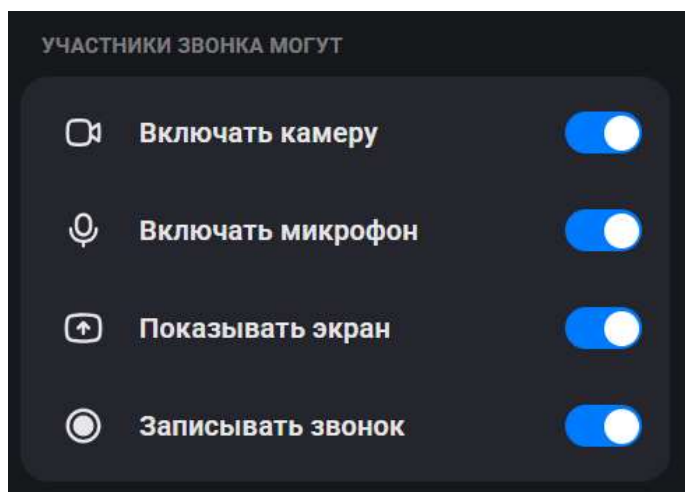 УЧАСТНИКИ ЗВОНКА МОГУТ
Включать камеру
Включать микрофон
Показывать экран
Записывать звонок